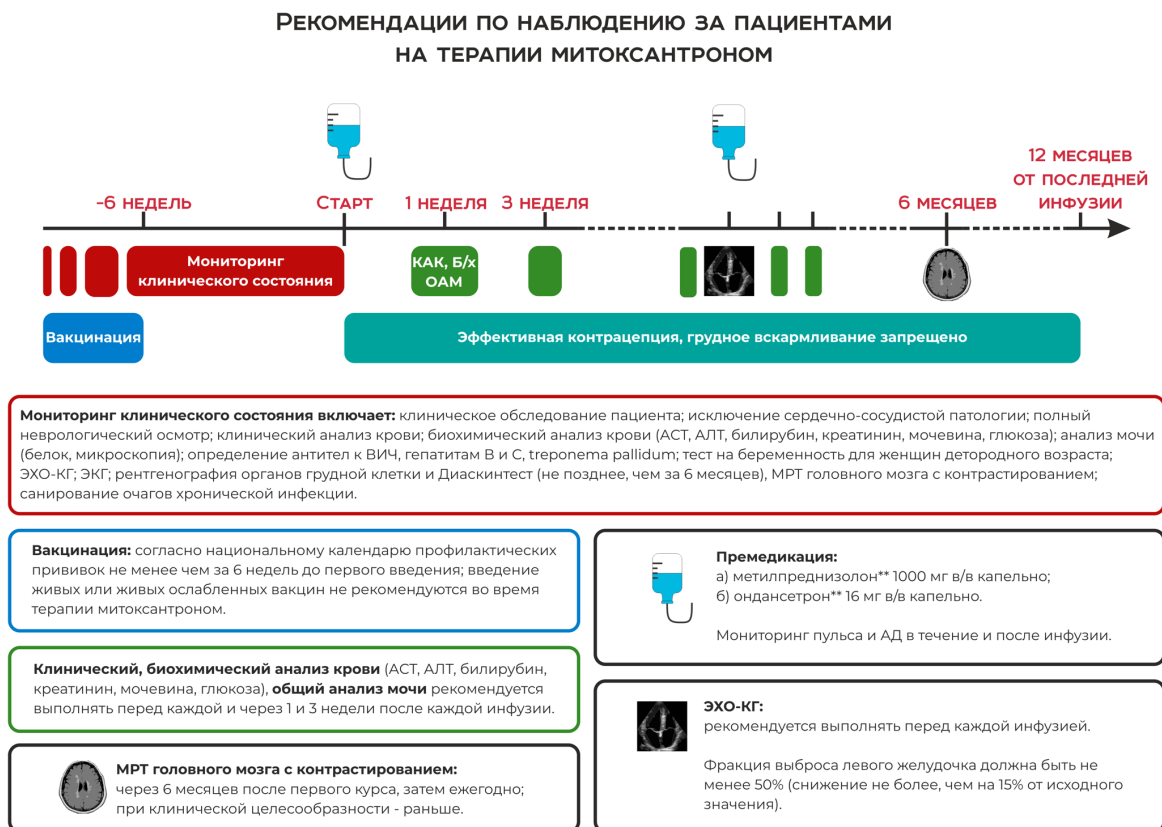 Рекомендации по наблюдению за пациентами
на терапии митоксантроном
-6 недель
Старт
1 неделя
3 неделя
6 месяцев
12 месяцев
от последней
инфузии
Мониторинг
клинического состояния
КАК, Б/х
ОАМ
Вакцинация
Эффективная контрацепция, грудное вскармливание запрещено
Мониторинг клинического состояния включает: клиническое обследование пациента; исключение сердечно-сосудистой патологии; полный
неврологический осмотр; клинический анализ крови; биохимический анализ крови (АСТ, АЛТ, билирубин, креатинин, мочевина, глюкоза); анализ мочи
(белок, микроскопия); определение антител к ВИЧ, гепатитам В и С, treponema pallidum; тест на беременность для женщин детородного возраста;
ЭХО-КГ; ЭКГ; рентгенография органов грудной клетки и Диаскинтест (не позднее, чем за 6 месяцев), МРТ головного мозга с контрастированием;
санирование очагов хронической инфекции.
Вакцинация: согласно национальному календарю профилактических
прививок не менее чем за 6 недель до первого введения; введение
живых или живых ослабленных вакцин не рекомендуются во время
терапии митоксантроном.
Клинический, биохимический анализ крови (АСТ, АЛТ, билирубин,
креатинин, мочевина, глюкоза), общий анализ мочи рекомендуется
выполнять перед каждой и через 1 и 3 недели после каждой инфузии.
МРТ головного мозга с контрастированием:
через 6 месяцев после первого курса, затем ежегодно;
при клинической целесообразности - раньше.
Премедикация:
а) метилпреднизолон** 1000 мг в/в капельно;
б) ондансетрон** 16 мг в/в капельно.
Мониторинг пульса и АД в течение и после инфузии.
ЭХО-КГ:
рекомендуется выполнять перед каждой инфузией.
Фракция выброса левого желудочка должна быть не
менее 50% (снижение не более, чем на 15% от исходного
значения).